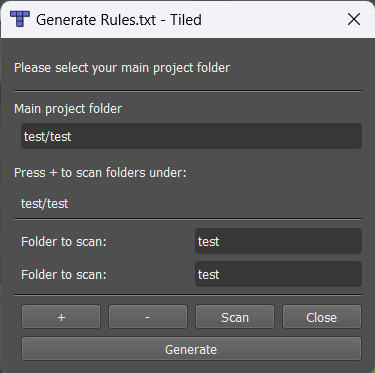 Generate Rules.txt - Tiled
Please select your main project folder
Main project folder
test/test
Press + to scan folders under:
test/test
Folder to scan: test
Folder to scan: test
+ - Scan Close
Generate